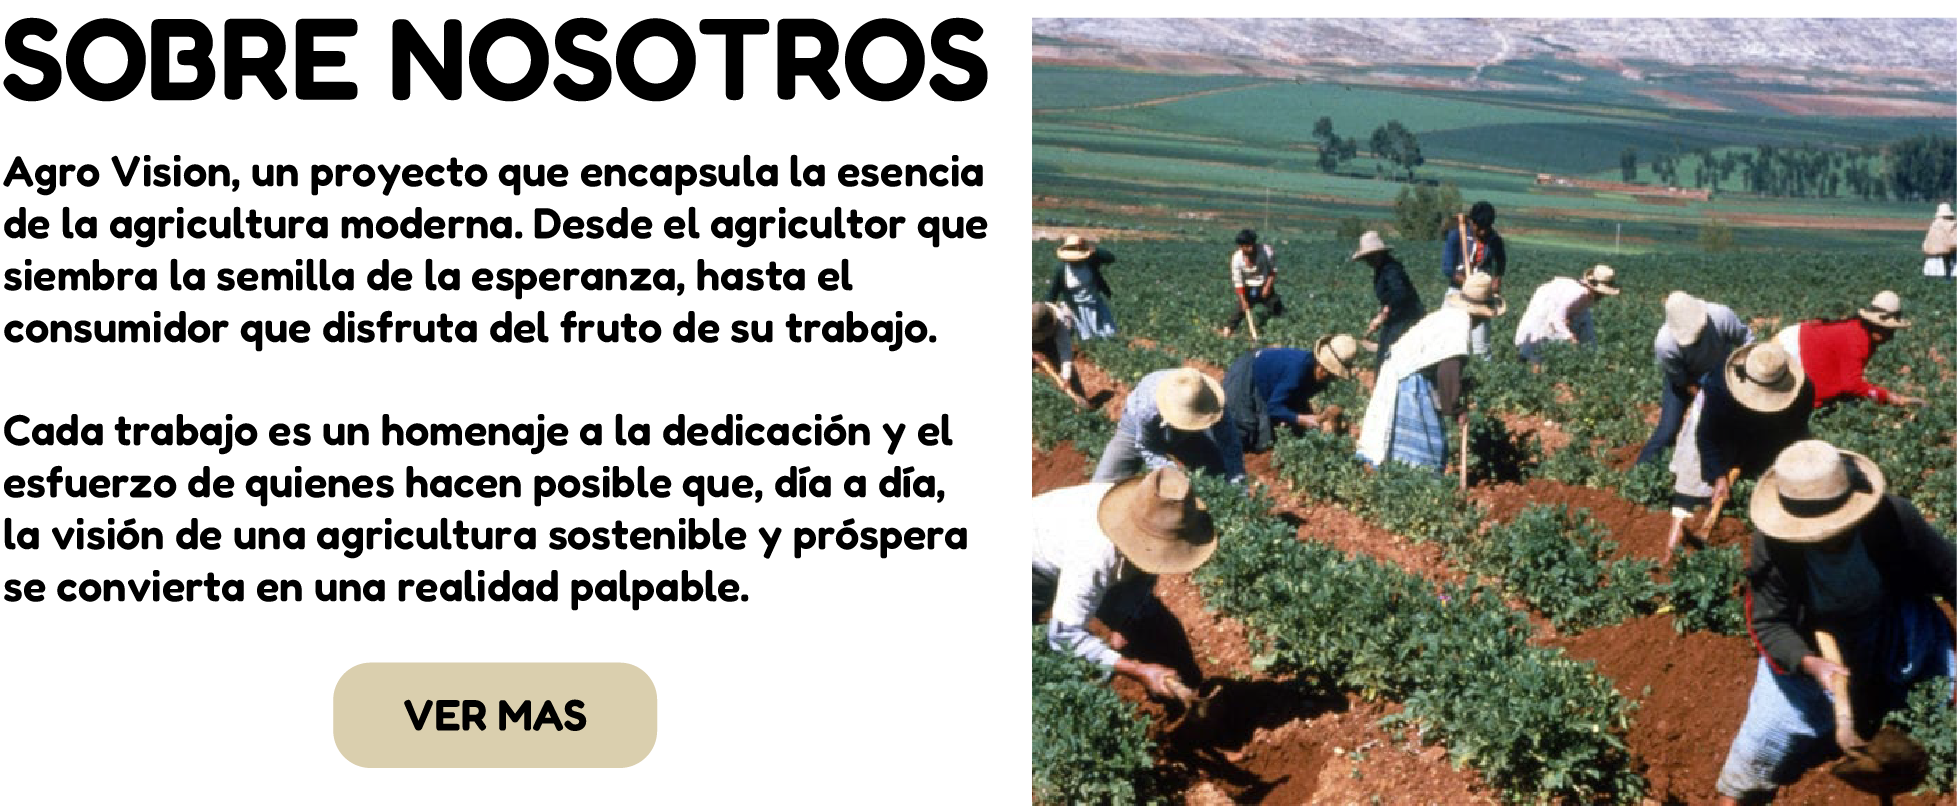 SOBRE NOSOTROS
Agro Vision, un proyecto que encapsula la esencia
de la agricultura moderna. Desde el agricultor que
siembra la semilla de la esperanza, hasta el
consumidor que disfruta del fruto de su trabajo.
Cada trabajo es un homenaje a la dedicación y el
esfuerzo de quienes hacen posible que, día a día,
la visión de una agricultura sostenible y próspera
se convierta en una realidad palpable.
VER MAS